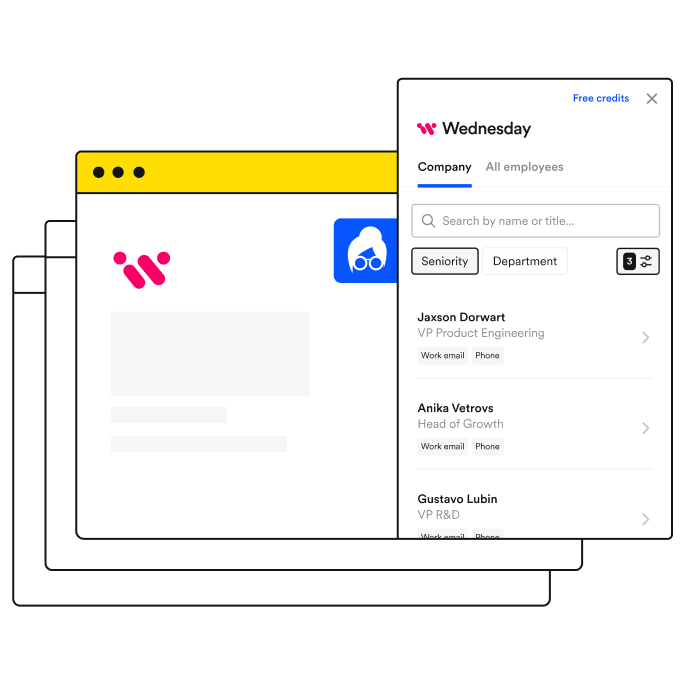 Free credits
Wednesday
Company All employees
Search by name or title...
Seniority Department 3
Jaxson Dorwart
VP Product Engineering
Work email Phone
Anika Vetrovs
Head of Growth
Work email Phone
Gustavo Lubin
VP R&D
Work email Phone